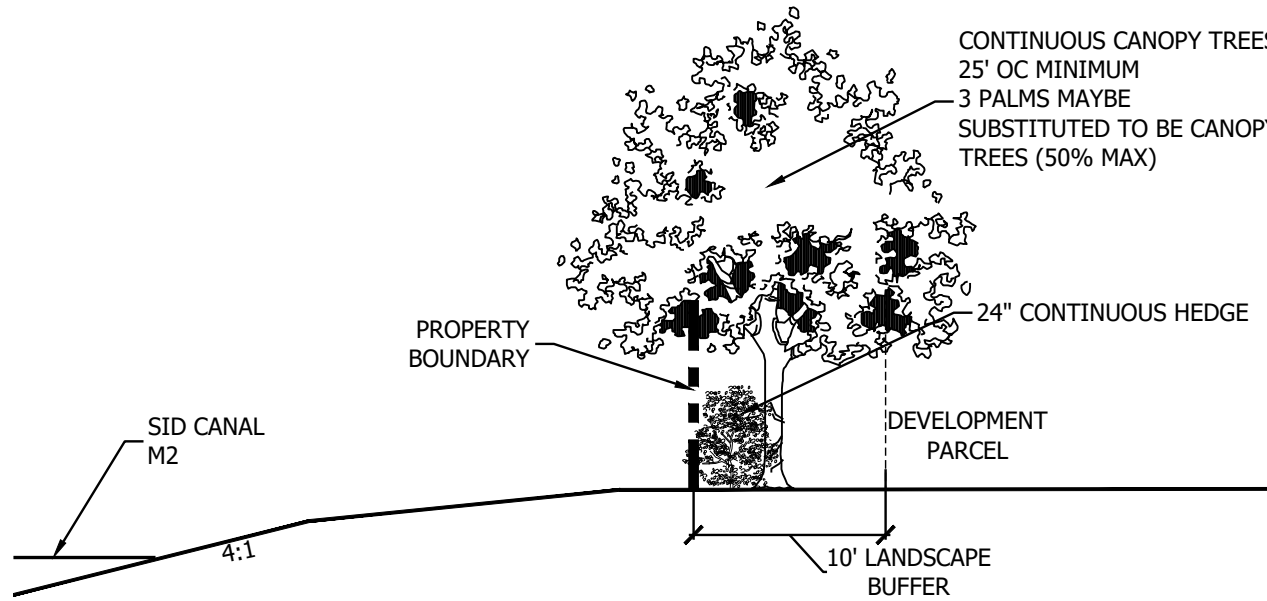 CONTINUOUS CANOPY TREES
25' OC MINIMUM
3 PALMS MAYBE
SUBSTITUTED TO BE CANOPY
TREES (50% MAX)
24" CONTINUOUS HEDGE
PROPERTY
BOUNDARY
SID CANAL
M2
DEVELOPMENT
PARCEL
4:1
10' LANDSCAPE
BUFFER